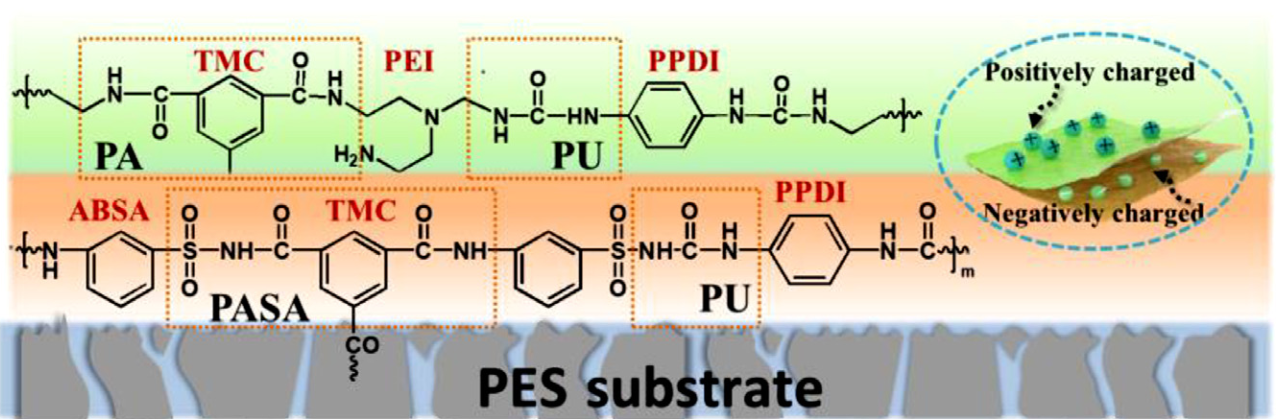 TMC PEI PPDI
H O H O O H
N C C N N N C HN N C N
O H
H₂N
PA PU
Positively charged
+ + + + + + +
Negatively charged
ABSA TMC PPDI
O O O O O H H O
N S NH C C NH S NH C N N C
H O O m
PASA PU
CO
PES substrate